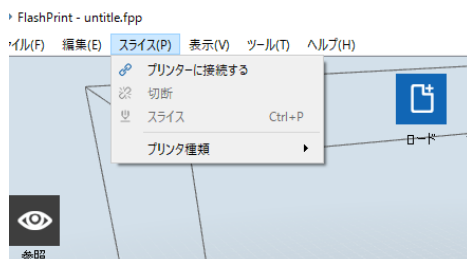 FlashPrint - untitle.fpp
イル(F) 編集(E) スライス(P) 表示(V) ツール(T) ヘルプ(H)
プリンターに接続する
切断
スライス Ctrl+P
プリンタ種類
ロード
参照